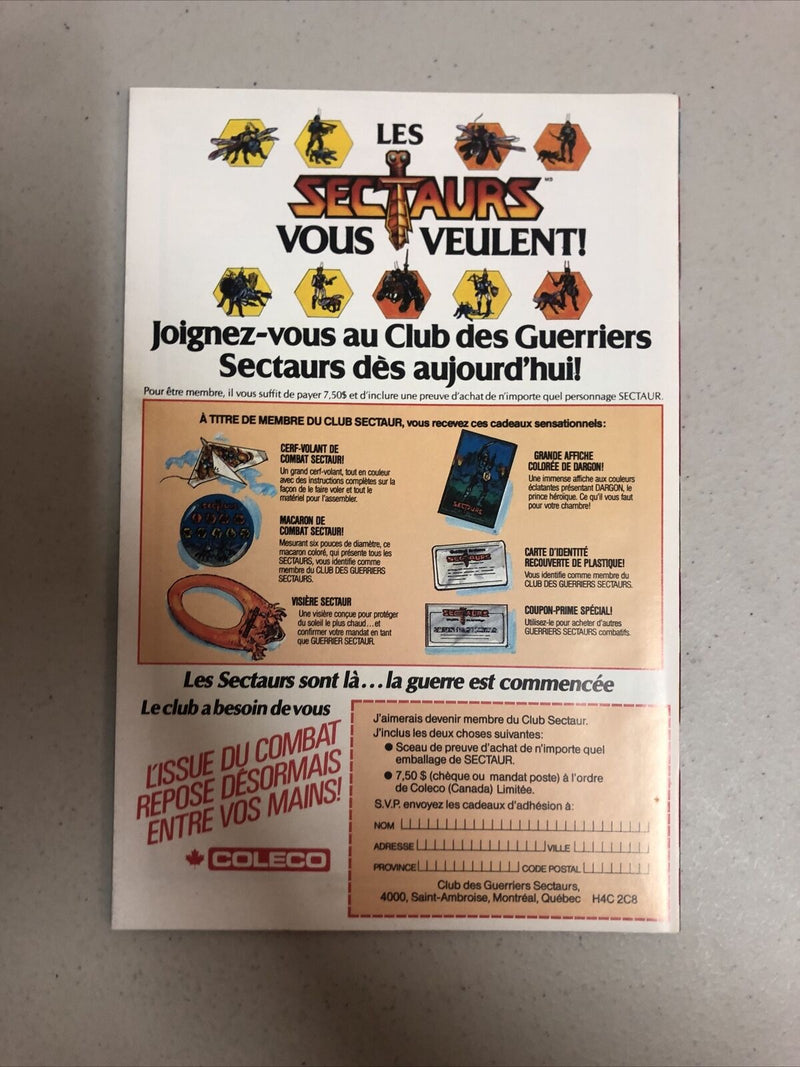 LES
SECTAURS MD
VOUS VEULENT!
Joignez-vous au Club des Guerriers
Sectaurs dès aujourd'hui!
Pour être membre, il vous suffit de payer 7,50$ et d'inclure une preuve d'achat de n'importe quel personnage SECTAUR.
À TITRE DE MEMBRE DU CLUB SECTAUR, vous recevez ces cadeaux sensationnels:
CERF-VOLANT DE
COMBAT SECTAUR!
Un grand cerf-volant, tout en couleur
avec des instructions complètes sur la
façon de le faire voler et tout le
matériel pour l'assembler.
MACARON DE
COMBAT SECTAUR!
Mesurant six pouces de diamètre, ce
macaron coloré, qui présente tous les
SECTAURS, vous identifie comme
membre du CLUB DES GUERRIERS
SECTAURS.
VISIÈRE SECTAUR
Une visière conçue pour protéger
du soleil le plus chaud...et
confirmer votre mandat en tant
que GUERRIER SECTAUR.
GRANDE AFFICHE
COLORÉE DE DARGON!
Une immense affiche aux couleurs
éclatantes présentant DARGON, le
prince héroique. Ce qu'il vous faut
pour votre chambre!
CARTE D'IDENTITÉ
RECOUVERTE DE PLASTIQUE!
Vous identifie comme membre du
CLUB DES GUERRIERS SECTAURS.
COUPON-PRIME SPÉCIAL!
Utilisez-le pour acheter d'autres
GUERRIERS SECTAURS combatifs.
SECTAURS
SECTAURS
SECTAURS
SECTAURS
Les Sectaurs sont là...la guerre est commencée
Le club a besoin de vous
L'ISSUE DU COMBAT
REPOSE DÉSORMAIS
ENTRE VOS MAINS!
COLECO
J'aimerais devenir membre du Club Sectaur.
J'inclus les deux choses suivantes:
● Sceau de preuve d'achat de n'importe quel
emballage de SECTAUR.
● 7,50 $ (chèque ou mandat poste) à l'ordre
de Coleco (Canada) Limitée.
S.V.P. envoyez les cadeaux d'adhésion à:
NOM
ADRESSE VILLE
PROVINCE CODE POSTAL
Club des Guerriers Sectaurs,
4000, Saint-Ambroise, Montréal, Québec H4C 2C8